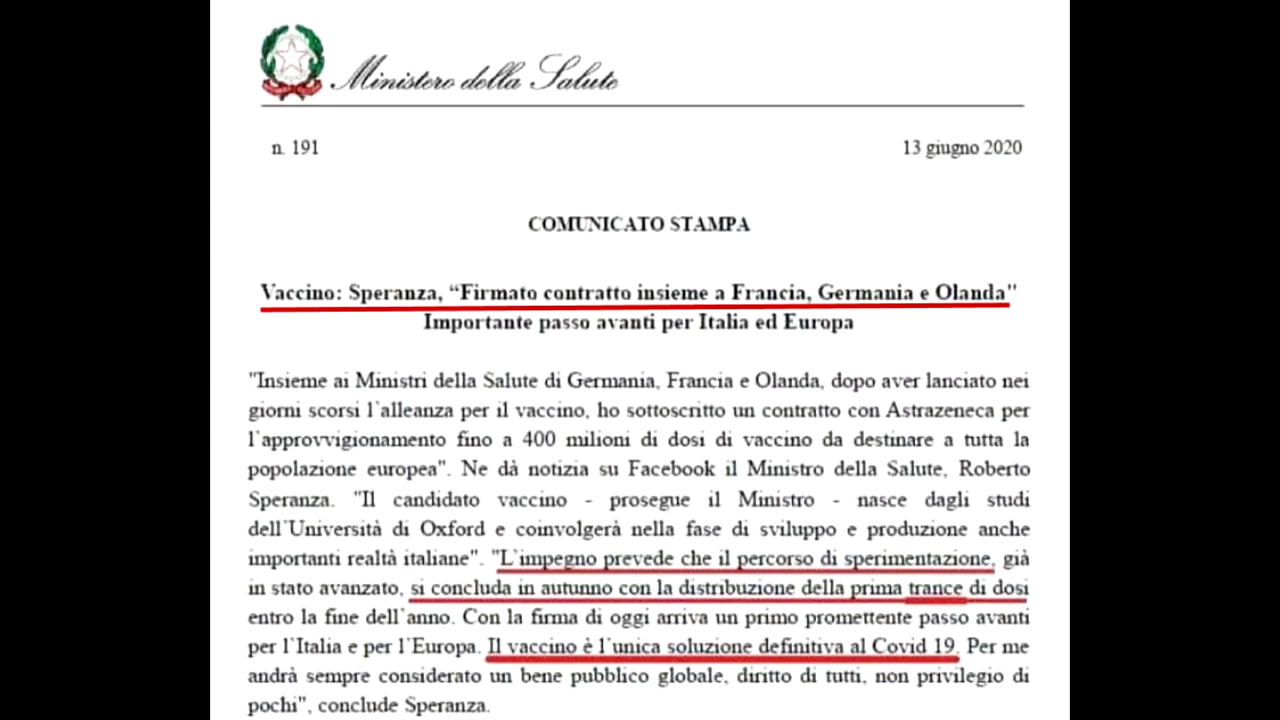 Ministero della Salute
n. 191
13 giugno 2020
COMUNICATO STAMPA
Vaccino: Speranza, “Firmato contratto insieme a Francia, Germania e Olanda”
Importante passo avanti per Italia ed Europa
"Insieme ai Ministri della Salute di Germania, Francia e Olanda, dopo aver lanciato nei
giorni scorsi l'alleanza per il vaccino, ho sottoscritto un contratto con Astrazeneca per
l'approvvigionamento fino a 400 milioni di dosi di vaccino da destinare a tutta la
popolazione europea". Ne dà notizia su Facebook il Ministro della Salute, Roberto
Speranza. "Il candidato vaccino - prosegue il Ministro - nasce dagli studi
dell'Università di Oxford e coinvolgerà nella fase di sviluppo e produzione anche
importanti realtà italiane". "L'impegno prevede che il percorso di sperimentazione, già
in stato avanzato, si concluda in autunno con la distribuzione della prima trance di dosi
entro la fine dell'anno. Con la firma di oggi arriva un primo promettente passo avanti
per l'Italia e per l'Europa. Il vaccino è l'unica soluzione definitiva al Covid 19. Per me
andrà sempre considerato un bene pubblico globale, diritto di tutti, non privilegio di
pochi", conclude Speranza.